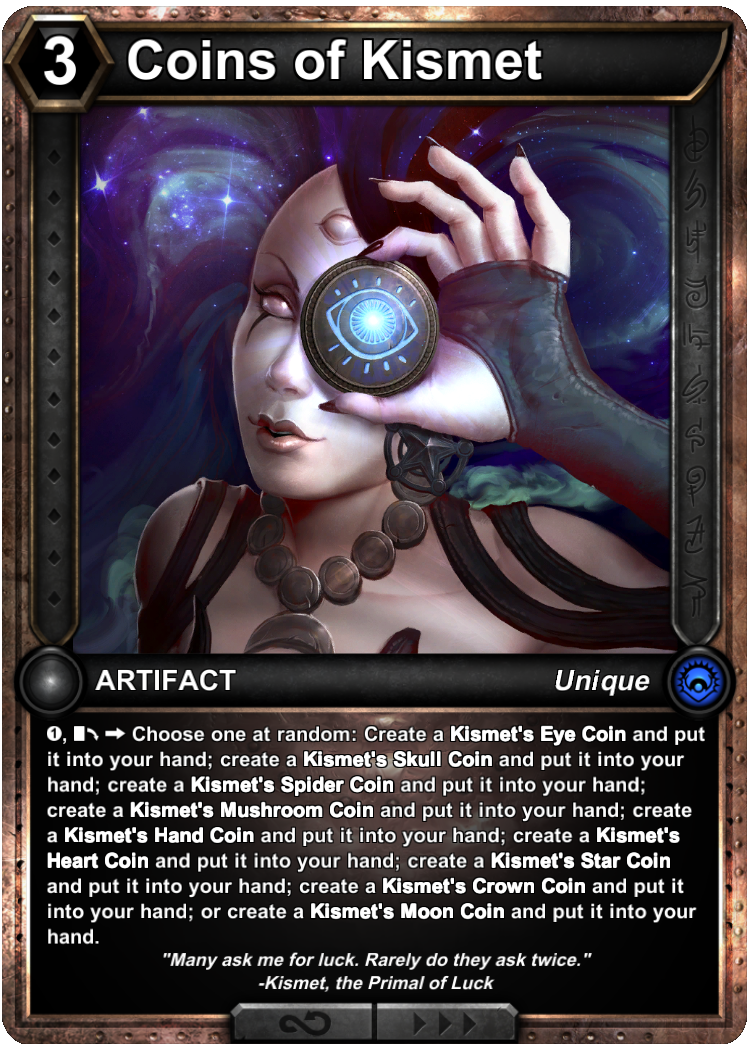 3 Coins of Kismet
ARTIFACT Unique
❶, ➡ Choose one at random: Create a Kismet's Eye Coin and put
it into your hand; create a Kismet's Skull Coin and put it into your
hand; create a Kismet's Spider Coin and put it into your hand;
create a Kismet's Mushroom Coin and put it into your hand; create
a Kismet's Hand Coin and put it into your hand; create a Kismet's
Heart Coin and put it into your hand; create a Kismet's Star Coin
and put it into your hand; create a Kismet's Crown Coin and put it
into your hand; or create a Kismet's Moon Coin and put it into your
hand.
"Many ask me for luck. Rarely do they ask twice."
-Kismet, the Primal of Luck